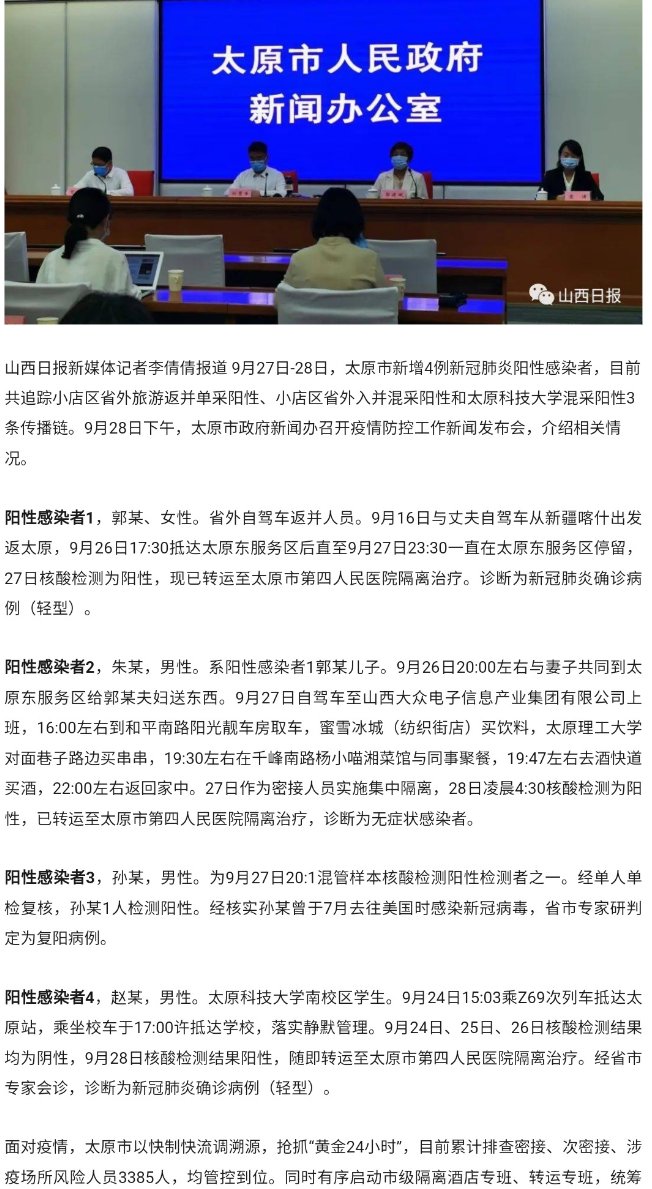 太原市人民政府
新闻办公室
山西日报
山西日报新媒体记者李倩倩报道 9月27日-28日，太原市新增4例新冠肺炎阳性感染者，目前
共追踪小店区省外旅游返并单采阳性、小店区省外入并混采阳性和太原科技大学混采阳性3
条传播链。9月28日下午，太原市政府新闻办召开疫情防控工作新闻发布会，介绍相关情
况。
阳性感染者1，郭某、女性。省外自驾车返并人员。9月16日与丈夫自驾车从新疆喀什出发
返太原，9月26日17:30抵达太原东服务区后直至9月27日23:30一直在太原东服务区停留，
27日核酸检测为阳性，现已转运至太原市第四人民医院隔离治疗。诊断为新冠肺炎确诊病
例（轻型）。
阳性感染者2，朱某，男性。系阳性感染者1郭某儿子。9月26日20:00左右与妻子共同到太
原东服务区给郭某夫妇送东西。9月27日自驾车至山西大众电子信息产业集团有限公司上
班，16:00左右到和平南路阳光靓车房取车，蜜雪冰城（纺织街店）买饮料，太原理工大学
对面巷子路边买串串，19:30左右在千峰南路杨小喵湘菜馆与同事聚餐，19:47左右去酒快道
买酒，22:00左右返回家中。27日作为密接人员实施集中隔离，28日凌晨4:30核酸检测为阳
性，已转运至太原市第四人民医院隔离治疗，诊断为无症状感染者。
阳性感染者3，孙某，男性。为9月27日20:1混管样本核酸检测阳性检测者之一。经单人单
检复核，孙某1人检测阳性。经核实孙某曾于7月去往美国时感染新冠病毒，省市专家研判
定为复阳病例。
阳性感染者4，赵某，男性。太原科技大学南校区学生。9月24日15:03乘Z69次列车抵达太
原站，乘坐校车于17:00许抵达学校，落实静默管理。9月24日、25日、26日核酸检测结果
均为阴性，9月28日核酸检测结果阳性，随即转运至太原市第四人民医院隔离治疗。经省市
专家会诊，诊断为新冠肺炎确诊病例（轻型）。
面对疫情，太原市以快制快流调溯源，抢抓“黄金24小时”，目前累计排查密接、次密接、涉
疫场所风险人员3385人，均管控到位。同时有序启动市级隔离酒店专班、转运专班，统筹